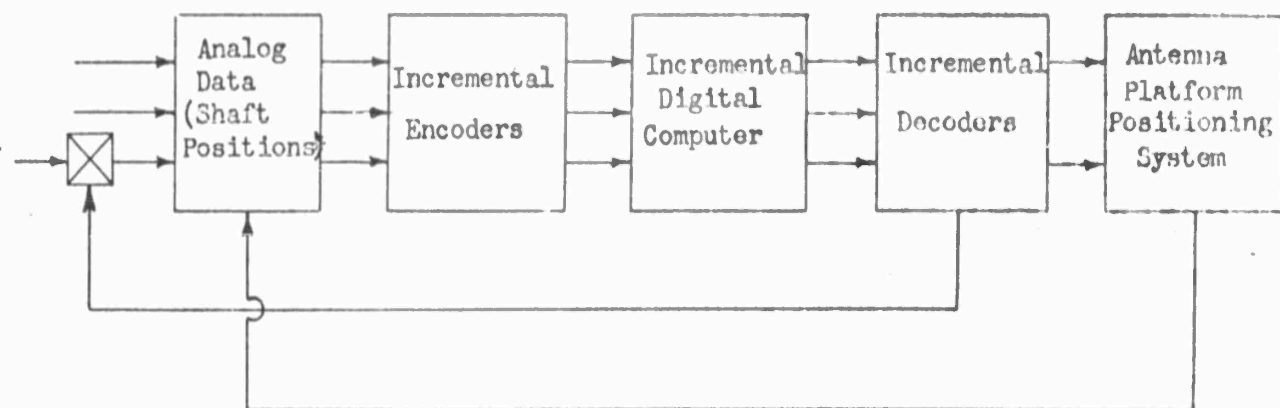 Analog
Data
(Shaft
Positions)
Incremental
Encoders
Incremental
Digital
Computer
Incremental
Decoders
Antenna
Platform
Positioning
System